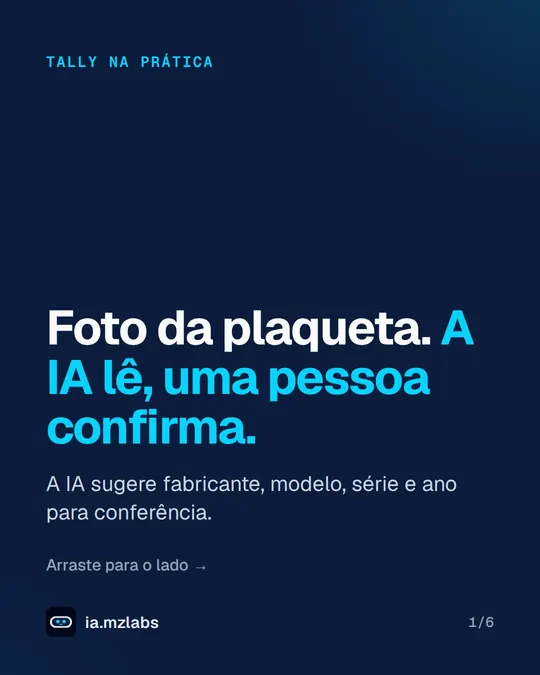 TALLY NA PRÁTICA
Foto da plaqueta. A
IA lê, uma pessoa
confirma.
A IA sugere fabricante, modelo, série e ano
para conferência.
Arraste para o lado →
ia.mzlabs
1/6